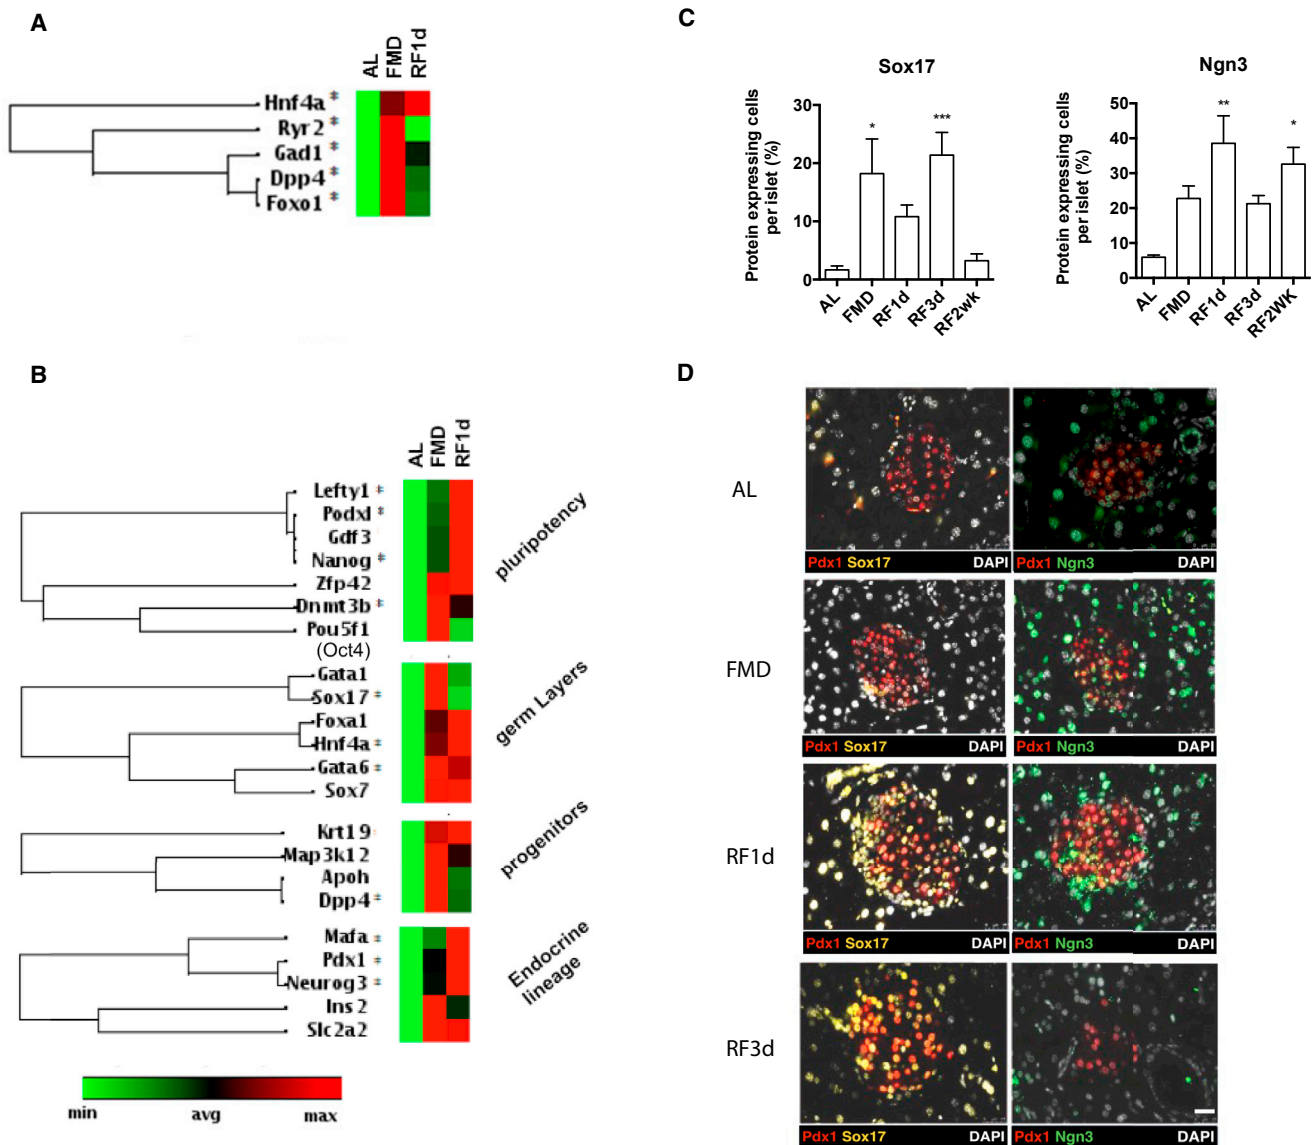 A
AL
FMD
RF1d
Hnf4a *
Ryr2 *
Gad1 *
Dpp4 *
Foxo1 *
B
AL
FMD
RF1d
Lefty1 *
Podxl *
Gdf3
Nanog *
Zfp42
Dnmt3b *
Pou5f1
(Oct4)
pluripotency
Gata1
Sox17 *
Foxa1
Hnf4a *
Gata6 *
Sox7
germ Layers
Krt19
Map3k12
Apoh
Dpp4 *
progenitors
Mafa *
Pdx1 *
Neurog3 *
Ins2
Slc2a2
Endocrine
lineage
min avg max
C
Sox17
Protein expressing cells
per islet (%)
30
20
10
0
* ***
AL FMD RF1d RF3d RF2wk
Ngn3
Protein expressing cells
per islet (%)
50
40
30
20
10
0
** *
AL FMD RF1d RF3d RF2WK
D
AL
Pdx1 Sox17 DAPI
Pdx1 Ngn3 DAPI
FMD
Pdx1 Sox17 DAPI
Pdx1 Ngn3 DAPI
RF1d
Pdx1 Sox17 DAPI
Pdx1 Ngn3 DAPI
RF3d
Pdx1 Sox17 DAPI
Pdx1 Ngn3 DAPI